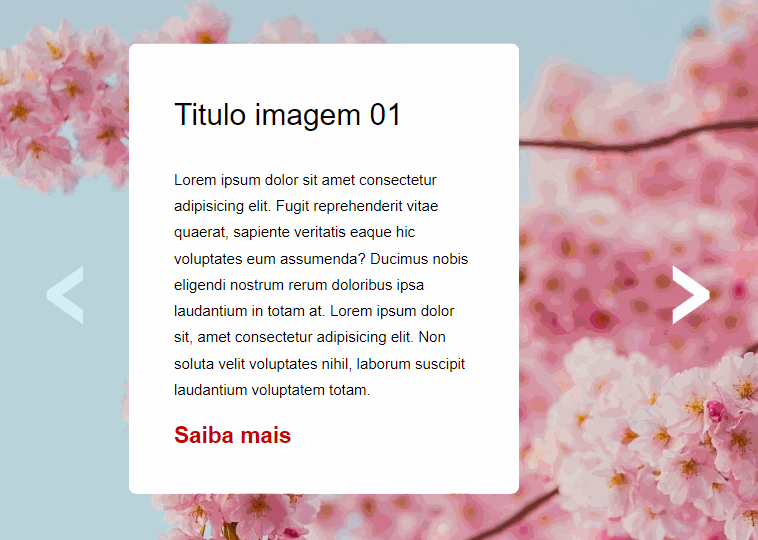 Titulo imagem 01
Lorem ipsum dolor sit amet consectetur
adipisicing elit. Fugit reprehenderit vitae
quaerat, sapiente veritatis eaque hic
voluptates eum assumenda? Ducimus nobis
eligendi nostrum rerum doloribus ipsa
laudantium in totam at. Lorem ipsum dolor
sit, amet consectetur adipisicing elit. Non
soluta velit voluptates nihil, laborum suscipit
laudantium voluptatem totam.
< >
Saiba mais